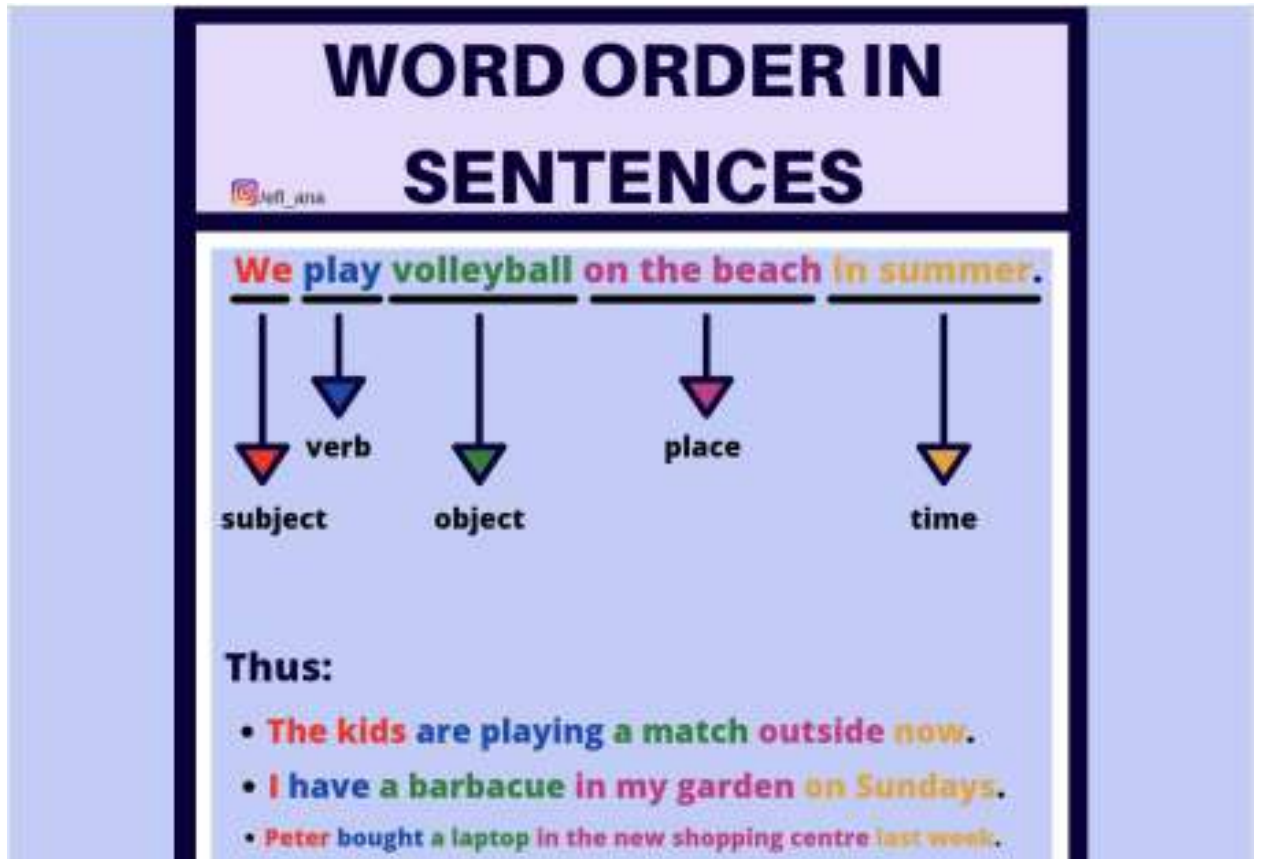 WORD ORDER IN
SENTENCES
/efl_ana
We play volleyball on the beach in summer.
verb
place
subject
object
time
Thus:
• The kids are playing a match outside now.
• I have a barbacue in my garden on Sundays.
• Peter bought a laptop in the new shopping centre last week.